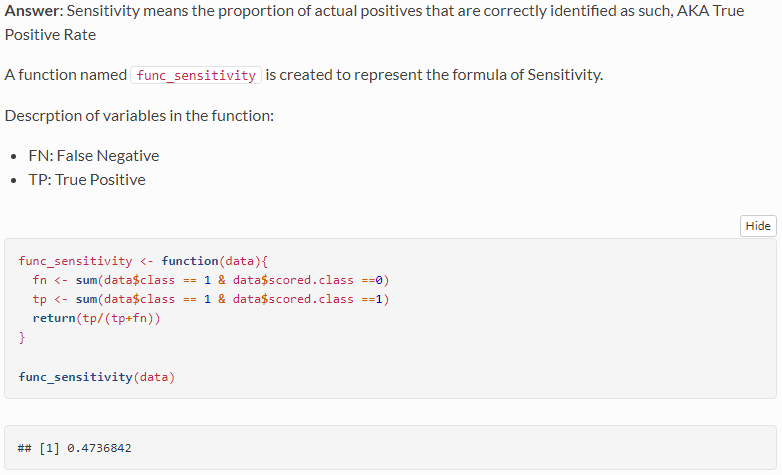 Answer: Sensitivity means the proportion of actual positives that are correctly identified as such, AKA True
Positive Rate
A function named func_sensitivity is created to represent the formula of Sensitivity.
Descrption of variables in the function:
• FN: False Negative
• TP: True Positive
Hide
func_sensitivity <- function(data){
  fn <- sum(data$class == 1 & data$scored.class ==0)
  tp <- sum(data$class == 1 & data$scored.class ==1)
  return(tp/(tp+fn))
}
func_sensitivity(data)
## [1] 0.4736842